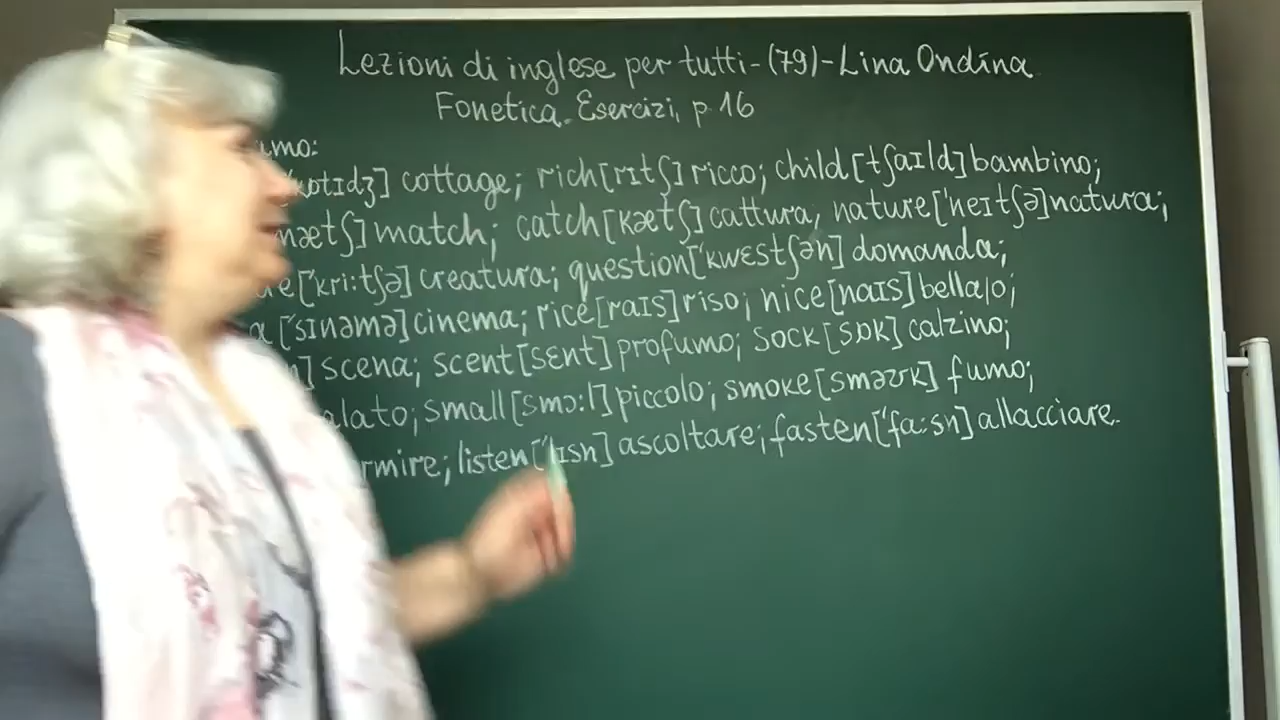 Lezioni di inglese per tutti-(79)-Lina Ondina
Fonetica. Esercizi, p 16
cottage; rich[rɪtʃ] ricco; child [tʃaɪld] bambino;
match; catch[kætʃ] cattura, nature['neɪtʃə]natura;
['kri:tʃə] creatura; question['kwɛstʃən] domanda;
['sɪnəmə] cinema; rice[raɪs] riso; nice[naɪs] bella/o;
scena; scent [sɛnt] profumo; sock [sɒk] calzino;
small [smɔ:l] piccolo; smoke [sməʊk] fumo;
listen ['lɪsn] ascoltare; fasten['fa:sn] allacciare.